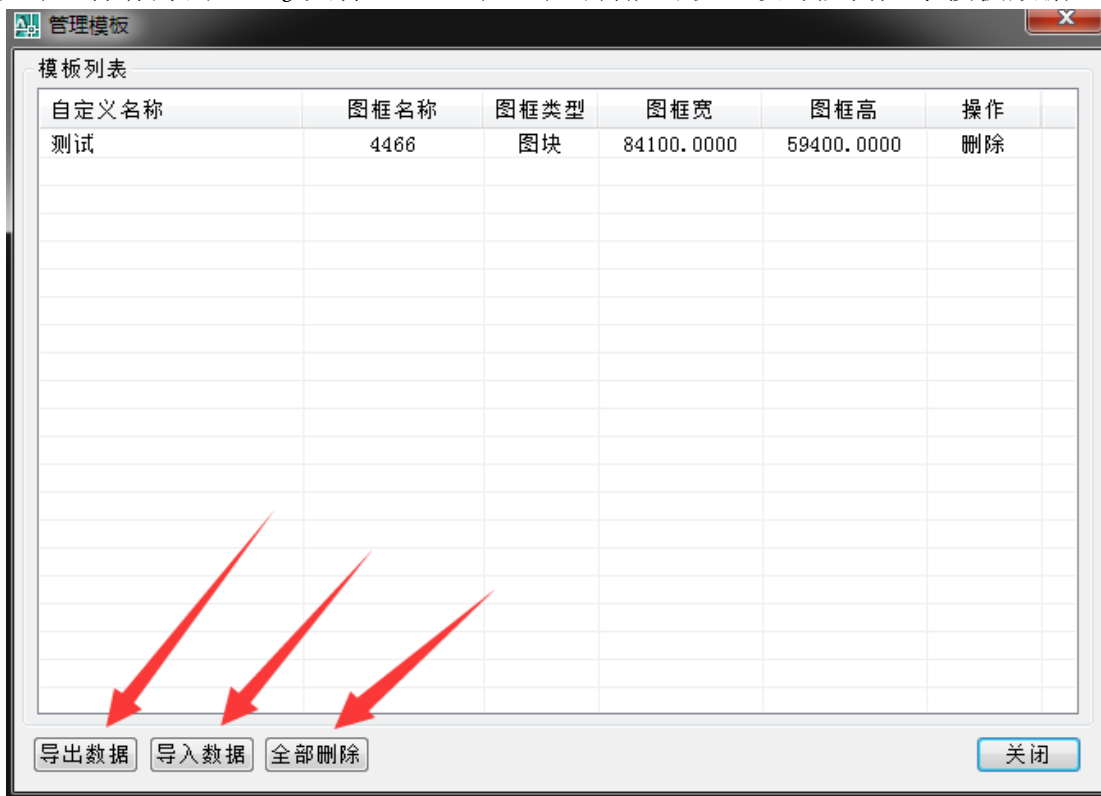 管理模板
模板列表
自定义名称 图框名称 图框类型 图框宽 图框高 操作
测试 4466 图块 84100.0000 59400.0000 删除
导出数据 导入数据 全部删除 关闭